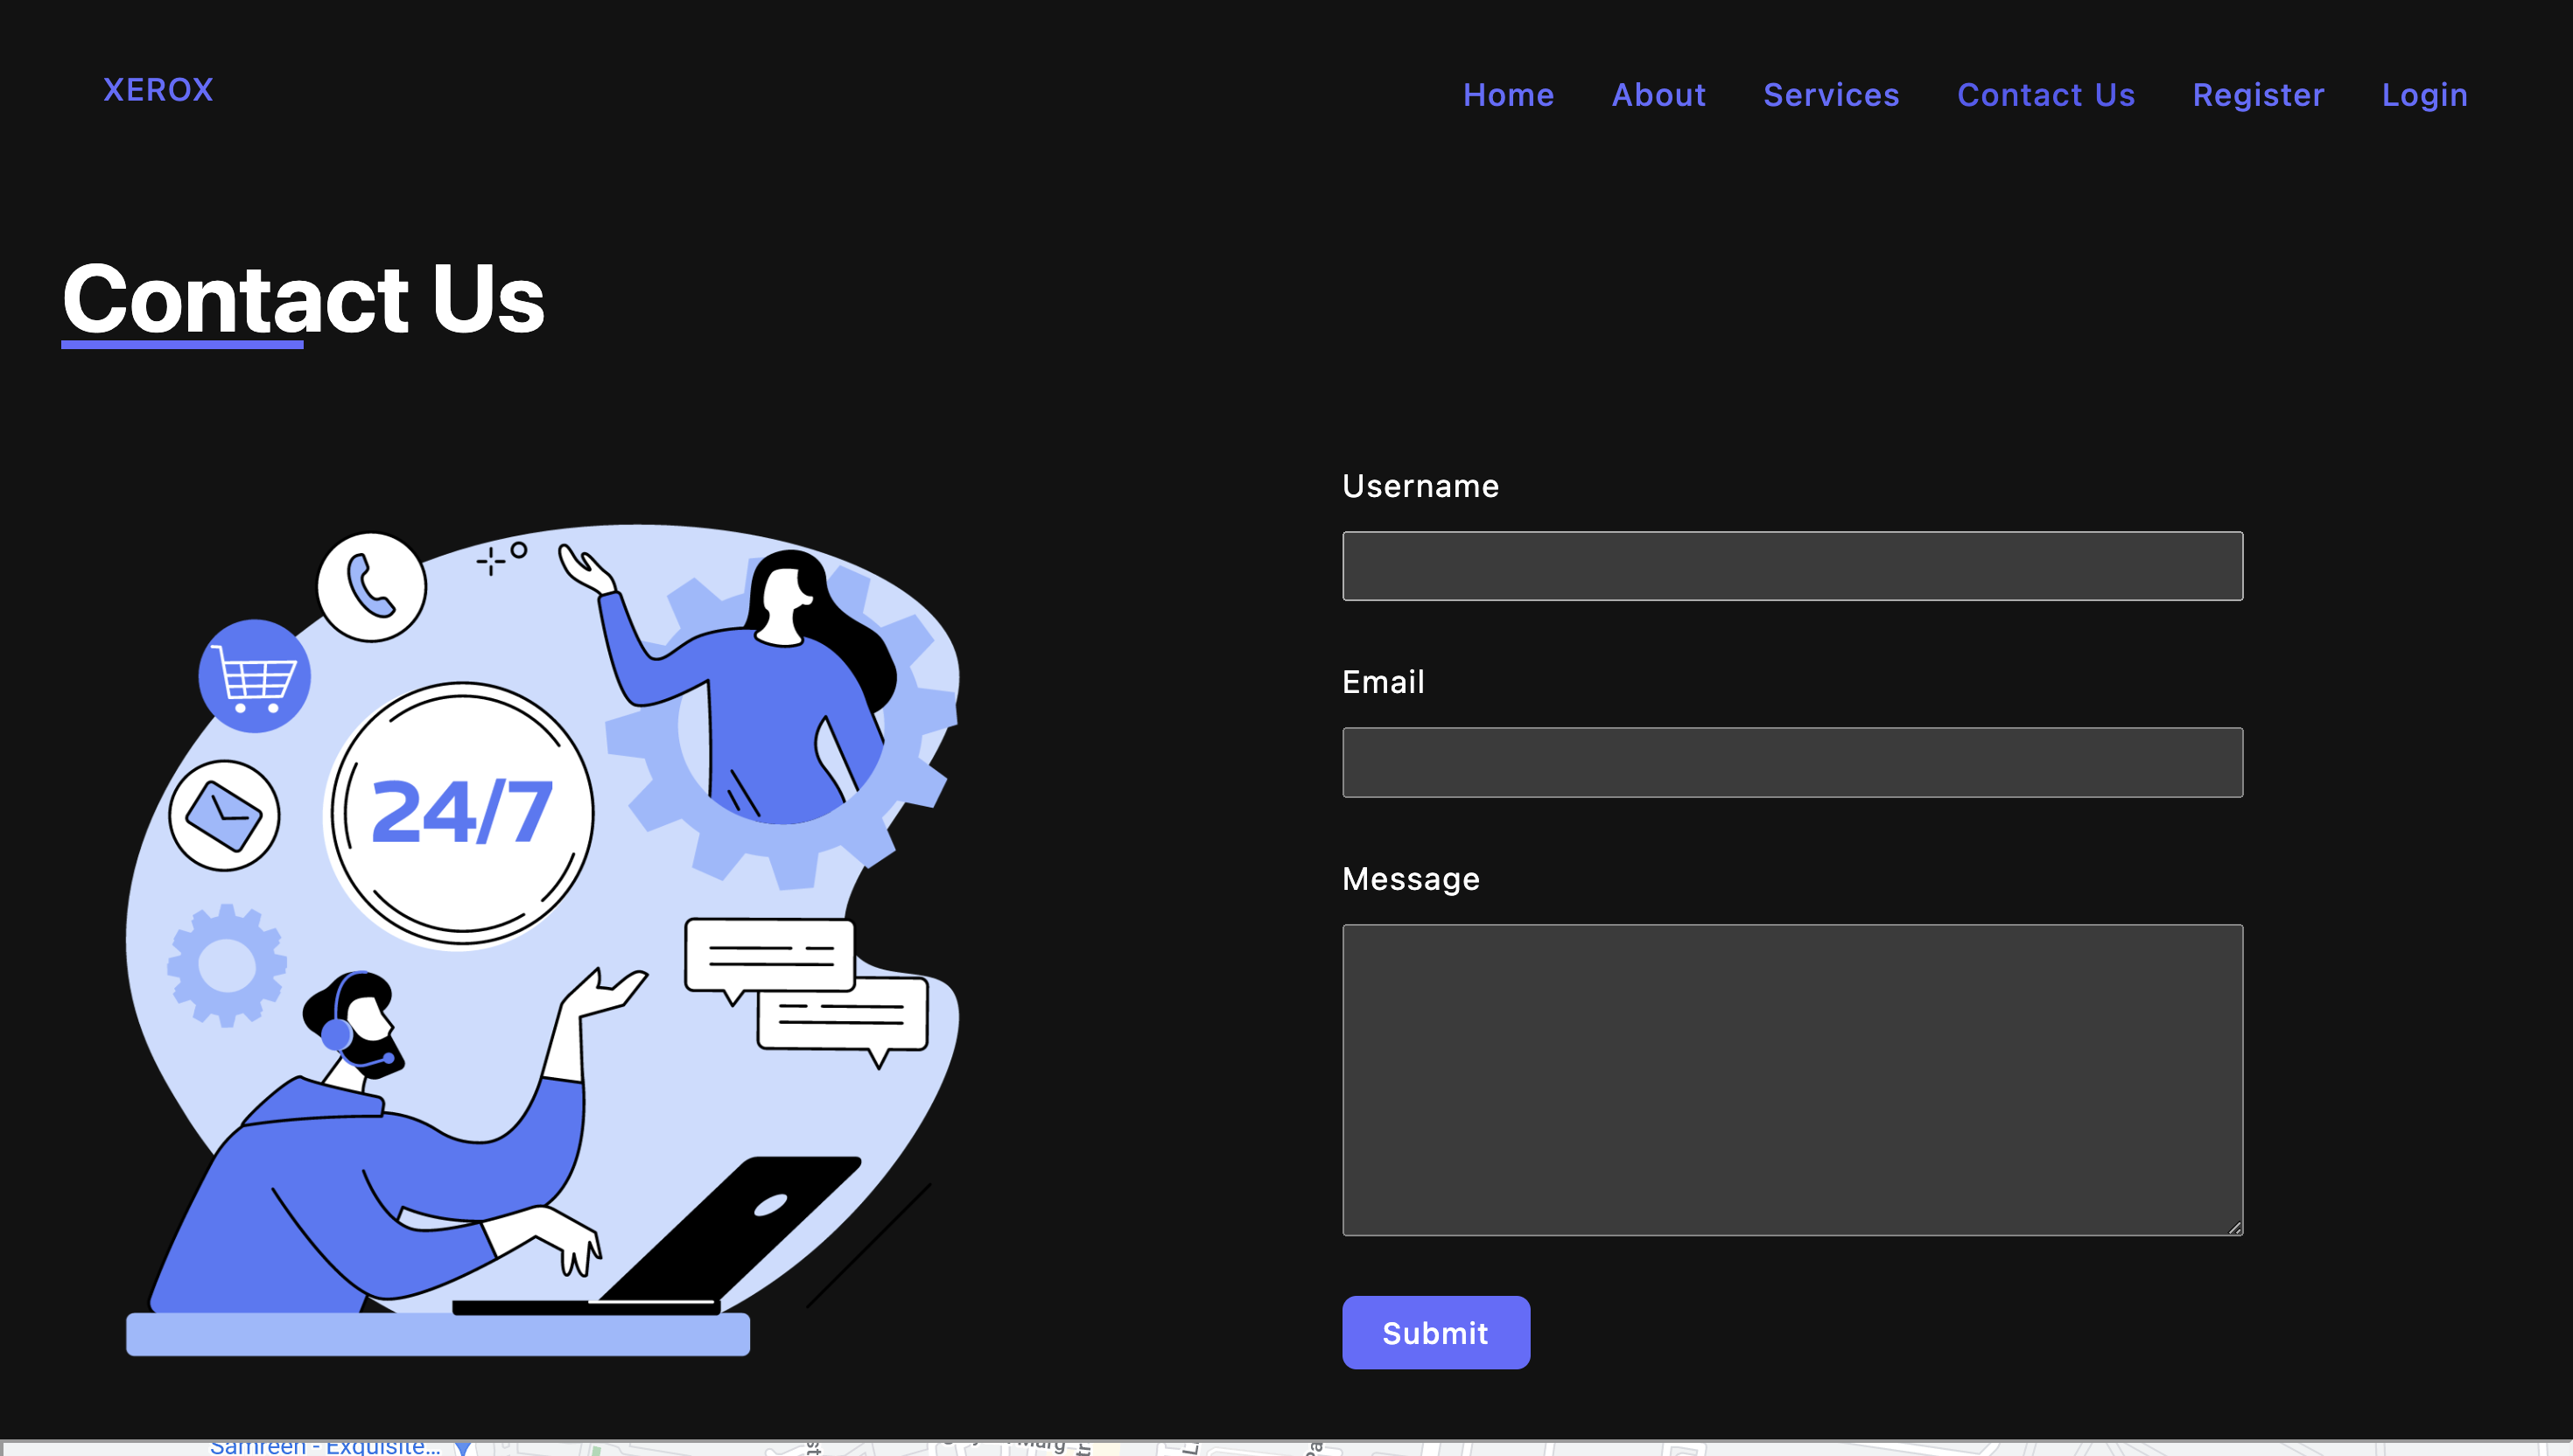 XEROX
Home About Services Contact Us Register Login
Contact Us
Username
24/7
Email
Message
Submit
Samreen - Exquisite...